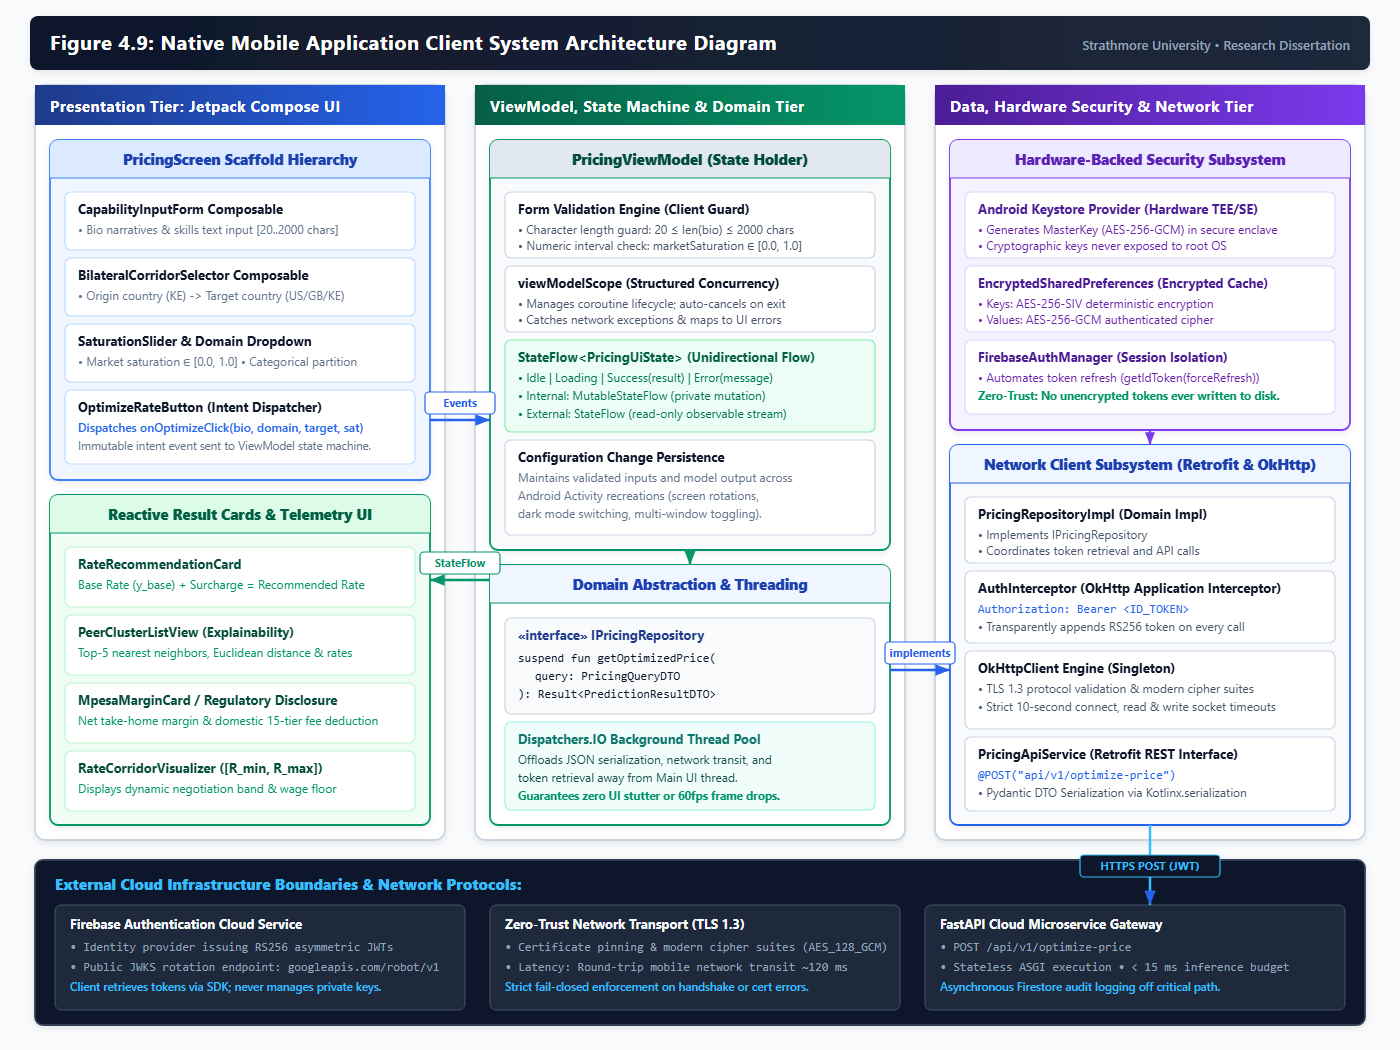 Figure 4.9: Native Mobile Application Client System Architecture Diagram
Strathmore University • Research Dissertation
Presentation Tier: Jetpack Compose UI
PricingScreen Scaffold Hierarchy
CapabilityInputForm Composable
• Bio narratives & skills text input [20..2000 chars]
BilateralCorridorSelector Composable
• Origin country (KE) -> Target country (US/GB/KE)
SaturationSlider & Domain Dropdown
• Market saturation ∈ [0.0, 1.0] • Categorical partition
OptimizeRateButton (Intent Dispatcher)
Dispatches onOptimizeClick(bio, domain, target, sat)
Immutable intent event sent to ViewModel state machine.
Reactive Result Cards & Telemetry UI
RateRecommendationCard
Base Rate (y_base) + Surcharge = Recommended Rate
PeerClusterListView (Explainability)
Top-5 nearest neighbors, Euclidean distance & rates
MpesaMarginCard / Regulatory Disclosure
Net take-home margin & domestic 15-tier fee deduction
RateCorridorVisualizer ([R_min, R_max])
Displays dynamic negotiation band & wage floor
Events
StateFlow
ViewModel, State Machine & Domain Tier
PricingViewModel (State Holder)
Form Validation Engine (Client Guard)
• Character length guard: 20 ≤ len(bio) ≤ 2000 chars
• Numeric interval check: marketSaturation ∈ [0.0, 1.0]
viewModelScope (Structured Concurrency)
• Manages coroutine lifecycle; auto-cancels on exit
• Catches network exceptions & maps to UI errors
StateFlow<PricingUiState> (Unidirectional Flow)
• Idle | Loading | Success(result) | Error(message)
• Internal: MutableStateFlow (private mutation)
• External: StateFlow (read-only observable stream)
Configuration Change Persistence
Maintains validated inputs and model output across
Android Activity recreations (screen rotations,
dark mode switching, multi-window toggling).
Domain Abstraction & Threading
«interface» IPricingRepository
suspend fun getOptimizedPrice(
query: PricingQueryDTO
): Result<PredictionResultDTO>
Dispatchers.IO Background Thread Pool
Offloads JSON serialization, network transit, and
token retrieval away from Main UI thread.
Guarantees zero UI stutter or 60fps frame drops.
implements
Data, Hardware Security & Network Tier
Hardware-Backed Security Subsystem
Android Keystore Provider (Hardware TEE/SE)
• Generates MasterKey (AES-256-GCM) in secure enclave
• Cryptographic keys never exposed to root OS
EncryptedSharedPreferences (Encrypted Cache)
• Keys: AES-256-SIV deterministic encryption
• Values: AES-256-GCM authenticated cipher
FirebaseAuthManager (Session Isolation)
• Automates token refresh (getIdToken(forceRefresh))
Zero-Trust: No unencrypted tokens ever written to disk.
Network Client Subsystem (Retrofit & OkHttp)
PricingRepositoryImpl (Domain Impl)
• Implements IPricingRepository
• Coordinates token retrieval and API calls
AuthInterceptor (OkHttp Application Interceptor)
Authorization: Bearer <ID_TOKEN>
• Transparently appends RS256 token on every call
OkHttpClient Engine (Singleton)
• TLS 1.3 protocol validation & modern cipher suites
• Strict 10-second connect, read & write socket timeouts
PricingApiService (Retrofit REST Interface)
@POST("api/v1/optimize-price")
• Pydantic DTO Serialization via Kotlinx.serialization
HTTPS POST (JWT)
External Cloud Infrastructure Boundaries & Network Protocols:
Firebase Authentication Cloud Service
• Identity provider issuing RS256 asymmetric JWTs
• Public JWKS rotation endpoint: googleapis.com/robot/v1
Client retrieves tokens via SDK; never manages private keys.
Zero-Trust Network Transport (TLS 1.3)
• Certificate pinning & modern cipher suites (AES_128_GCM)
• Latency: Round-trip mobile network transit ~120 ms
Strict fail-closed enforcement on handshake or cert errors.
FastAPI Cloud Microservice Gateway
• POST /api/v1/optimize-price
• Stateless ASGI execution • < 15 ms inference budget
Asynchronous Firestore audit logging off critical path.